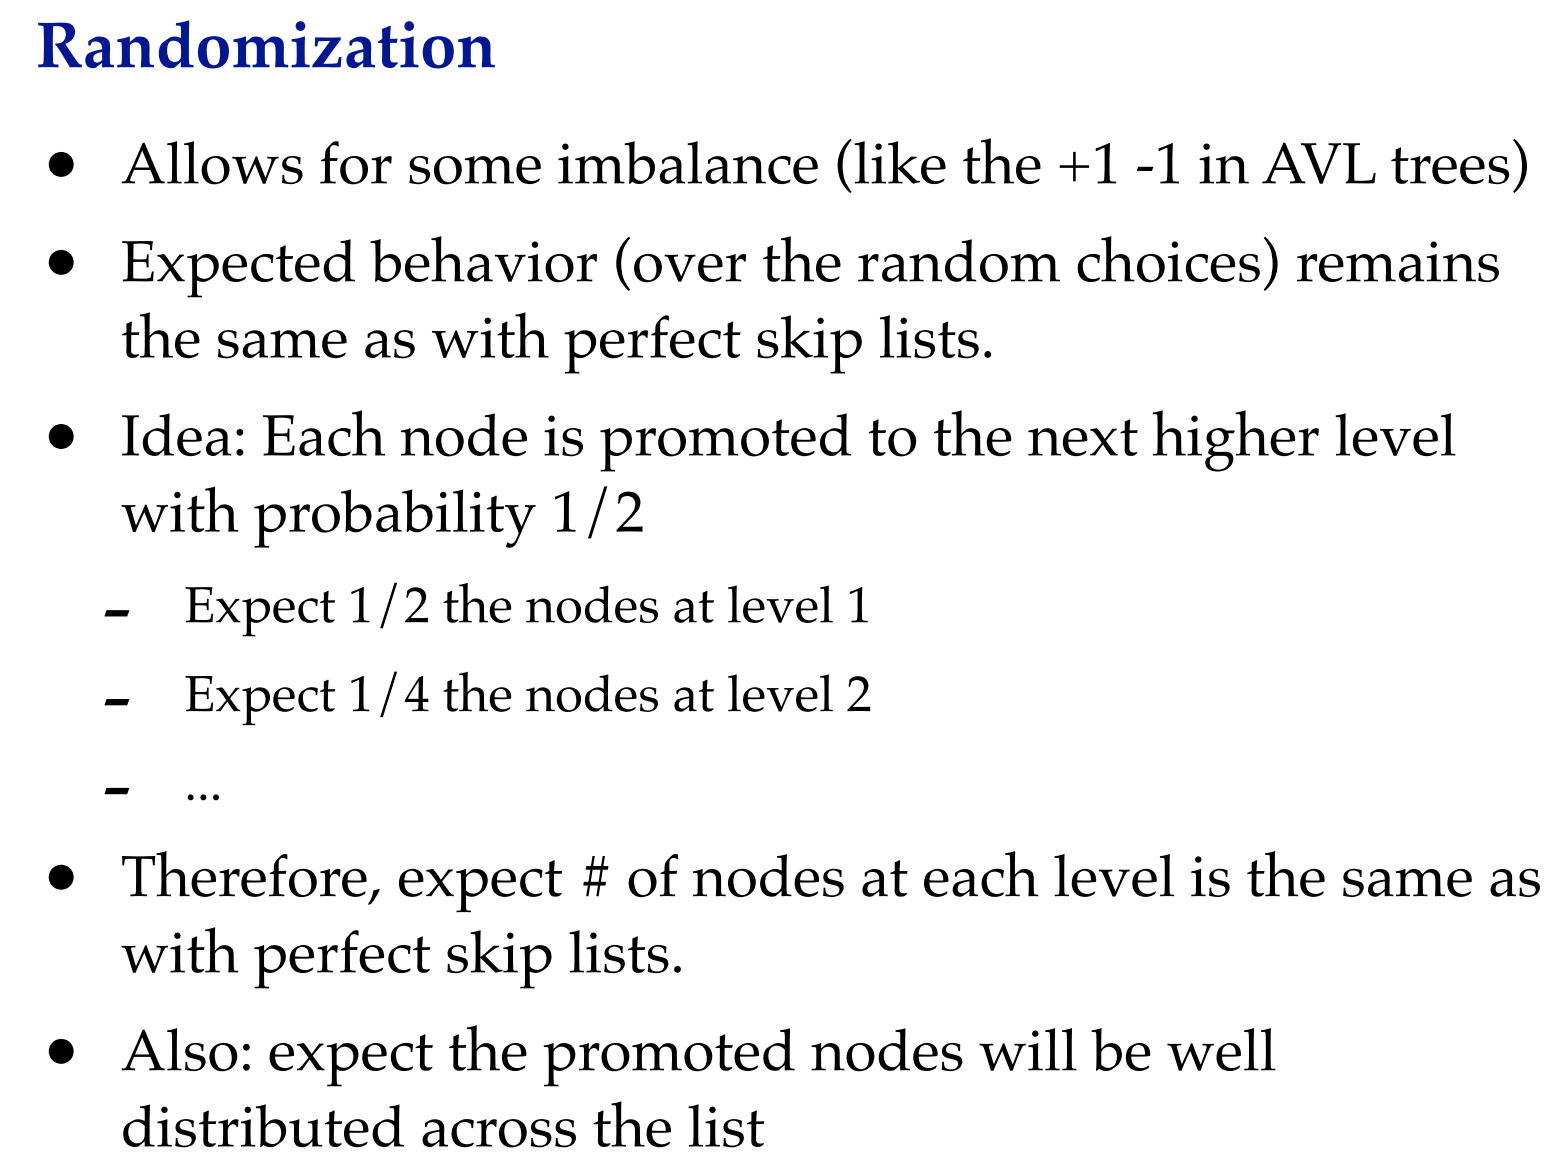 Randomization
• Allows for some imbalance (like the +1 -1 in AVL trees)
• Expected behavior (over the random choices) remains
the same as with perfect skip lists.
• Idea: Each node is promoted to the next higher level
with probability 1/2
- Expect 1/2 the nodes at level 1
- Expect 1/4 the nodes at level 2
- ...
• Therefore, expect # of nodes at each level is the same as
with perfect skip lists.
• Also: expect the promoted nodes will be well
distributed across the list